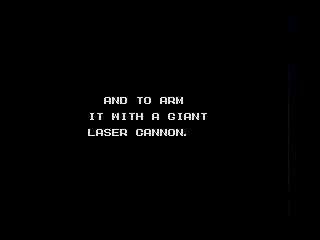 AND TO ARM
IT WITH A GIANT
LASER CANNON.